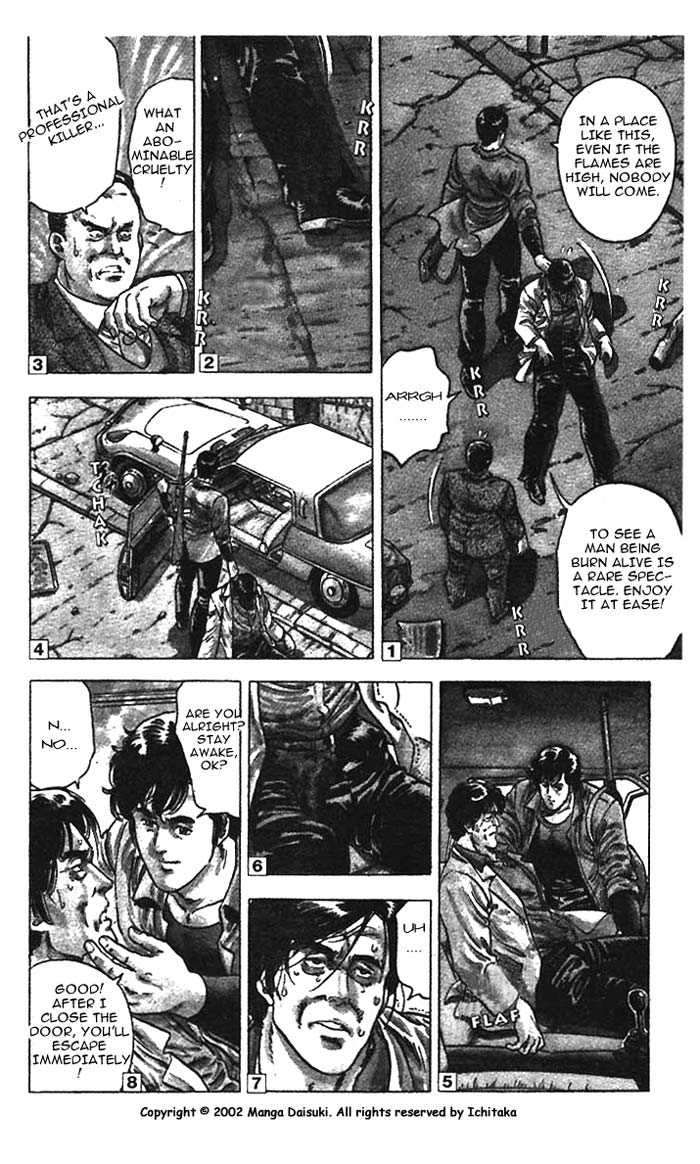 IN A PLACE
LIKE THIS,
EVEN IF THE
FLAMES ARE
HIGH, NOBODY
WILL COME.
KRR
ARRGH
.......
KRR
TO SEE A
MAN BEING
BURN ALIVE IS
A RARE SPEC-
TACLE. ENJOY
IT AT EASE!
KRR
1
KRR
KRR
2
WHAT
AN
ABO-
MINABLE
CRUELTY
!
THAT'S A
PROFESSIONAL
KILLER...
3
TCHAK
4
FLAF
5
6
UH
....
7
ARE YOU
ALRIGHT?
STAY
AWAKE,
OK?
N...
NO...
GOOD!
AFTER I
CLOSE THE
DOOR, YOU'LL
ESCAPE
IMMEDIATELY
!
8
Copyright © 2002 Manga Daisuki. All rights reserved by Ichitaka